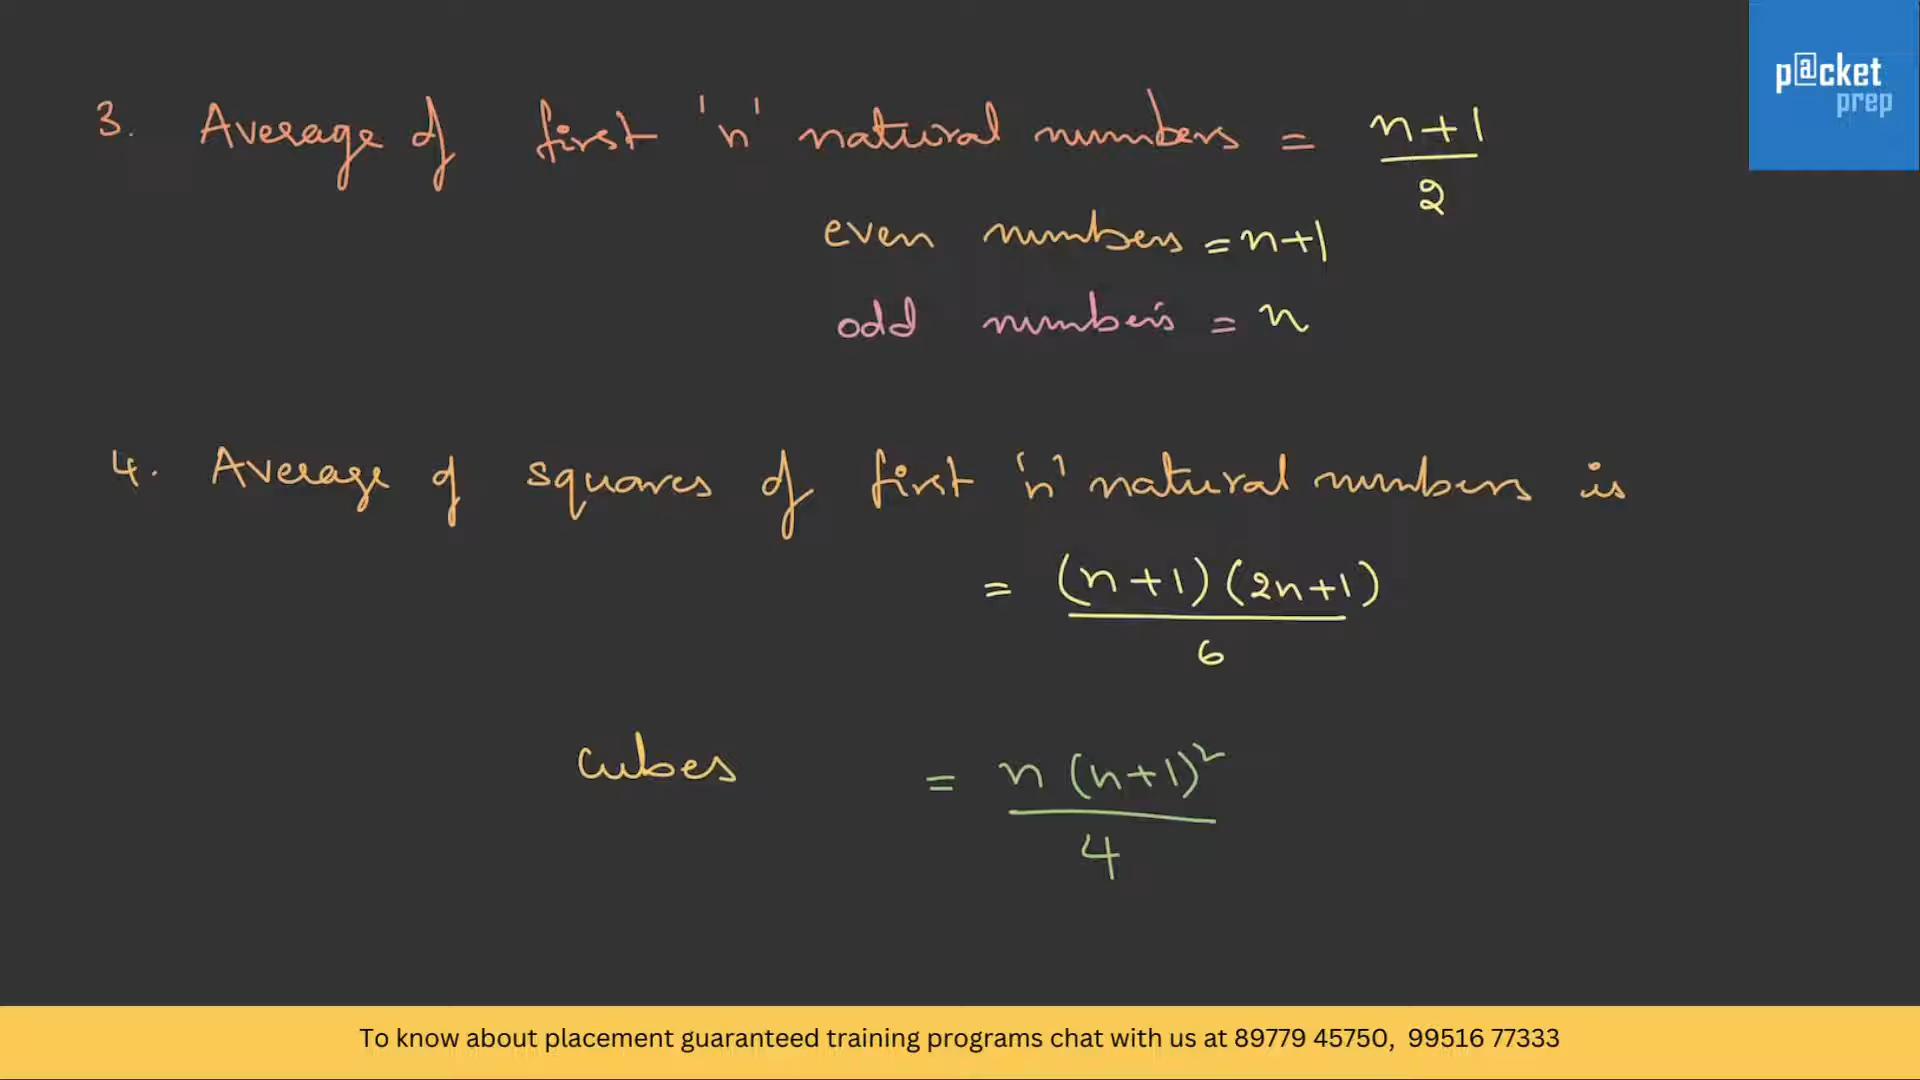 p@cket
prep
3. Average of first 'n' natural numbers = n+1/2
even numbers = n+1
odd numbers = n
4. Average of squares of first 'n' natural numbers is
= (n+1)(2n+1)/6
cubes = n(n+1)²/4
To know about placement guaranteed training programs chat with us at 89779 45750, 99516 77333